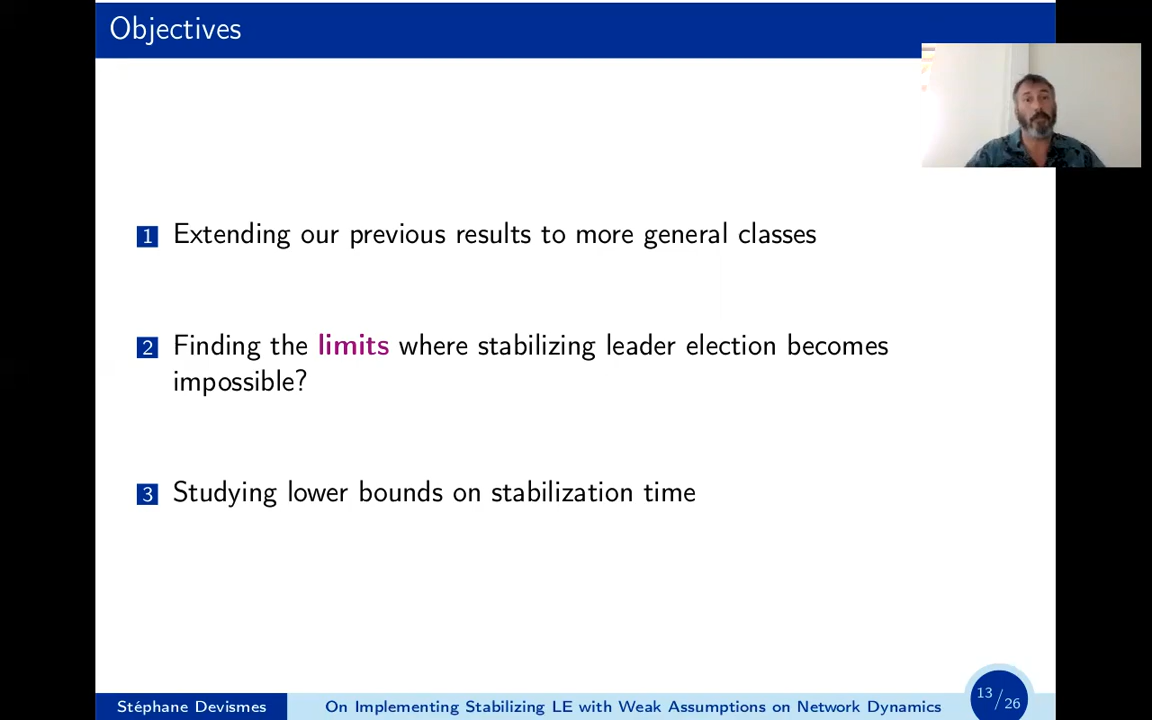 Objectives
1 Extending our previous results to more general classes
2 Finding the limits where stabilizing leader election becomes
impossible?
3 Studying lower bounds on stabilization time
Stéphane Devismes
On Implementing Stabilizing LE with Weak Assumptions on Network Dynamics
13/26